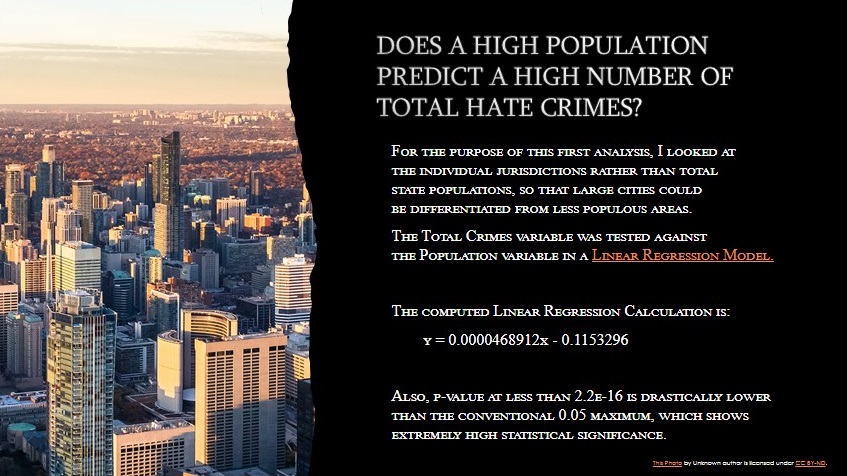 DOES A HIGH POPULATION
PREDICT A HIGH NUMBER OF
TOTAL HATE CRIMES?
For the purpose of this first analysis, I looked at
the individual jurisdictions rather than total
state populations, so that large cities could
be differentiated from less populous areas.
The Total Crimes variable was tested against
the Population variable in a Linear Regression Model.
The computed Linear Regression Calculation is:
y = 0.0000468912x - 0.1153296
Also, p-value at less than 2.2e-16 is drastically lower
than the conventional 0.05 maximum, which shows
extremely high statistical significance.
This Photo by Unknown author is licensed under CC BY-ND.